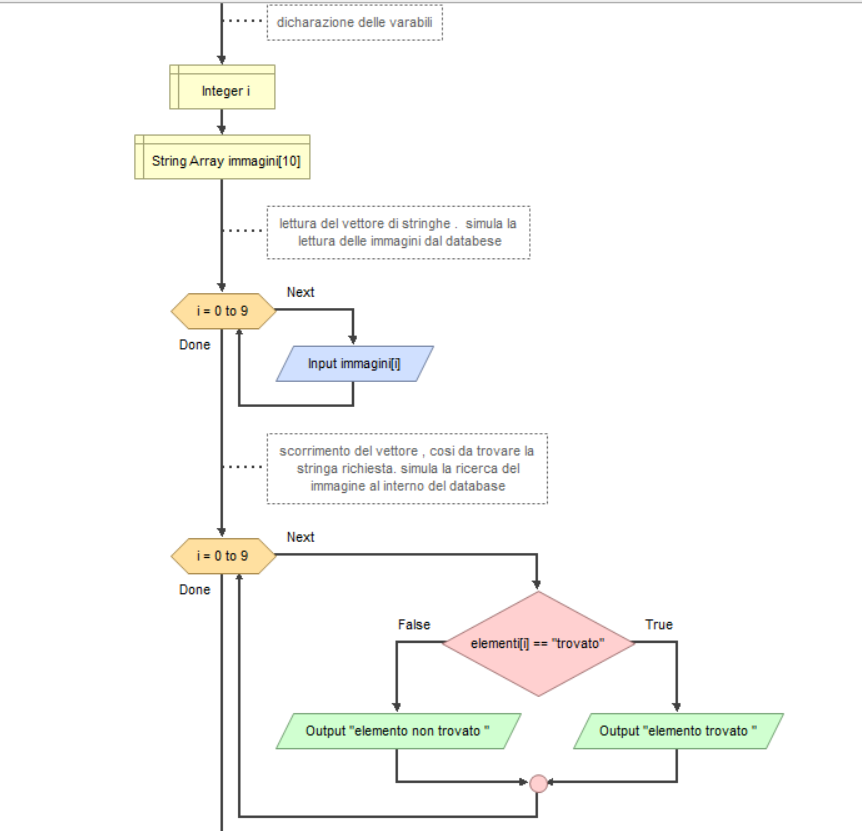 dicharazione delle varabili
Integer i
String Array immagini[10]
lettura del vettore di stringhe . simula la
lettura delle immagini dal databese
Next
i = 0 to 9
Done
Input immagini[i]
scorrimento del vettore , cosi da trovare la
stringa richiesta. simula la ricerca del
immagine al interno del database
Next
i = 0 to 9
Done
False
True
elementi[i] == "trovato"
Output "elemento non trovato "
Output "elemento trovato "